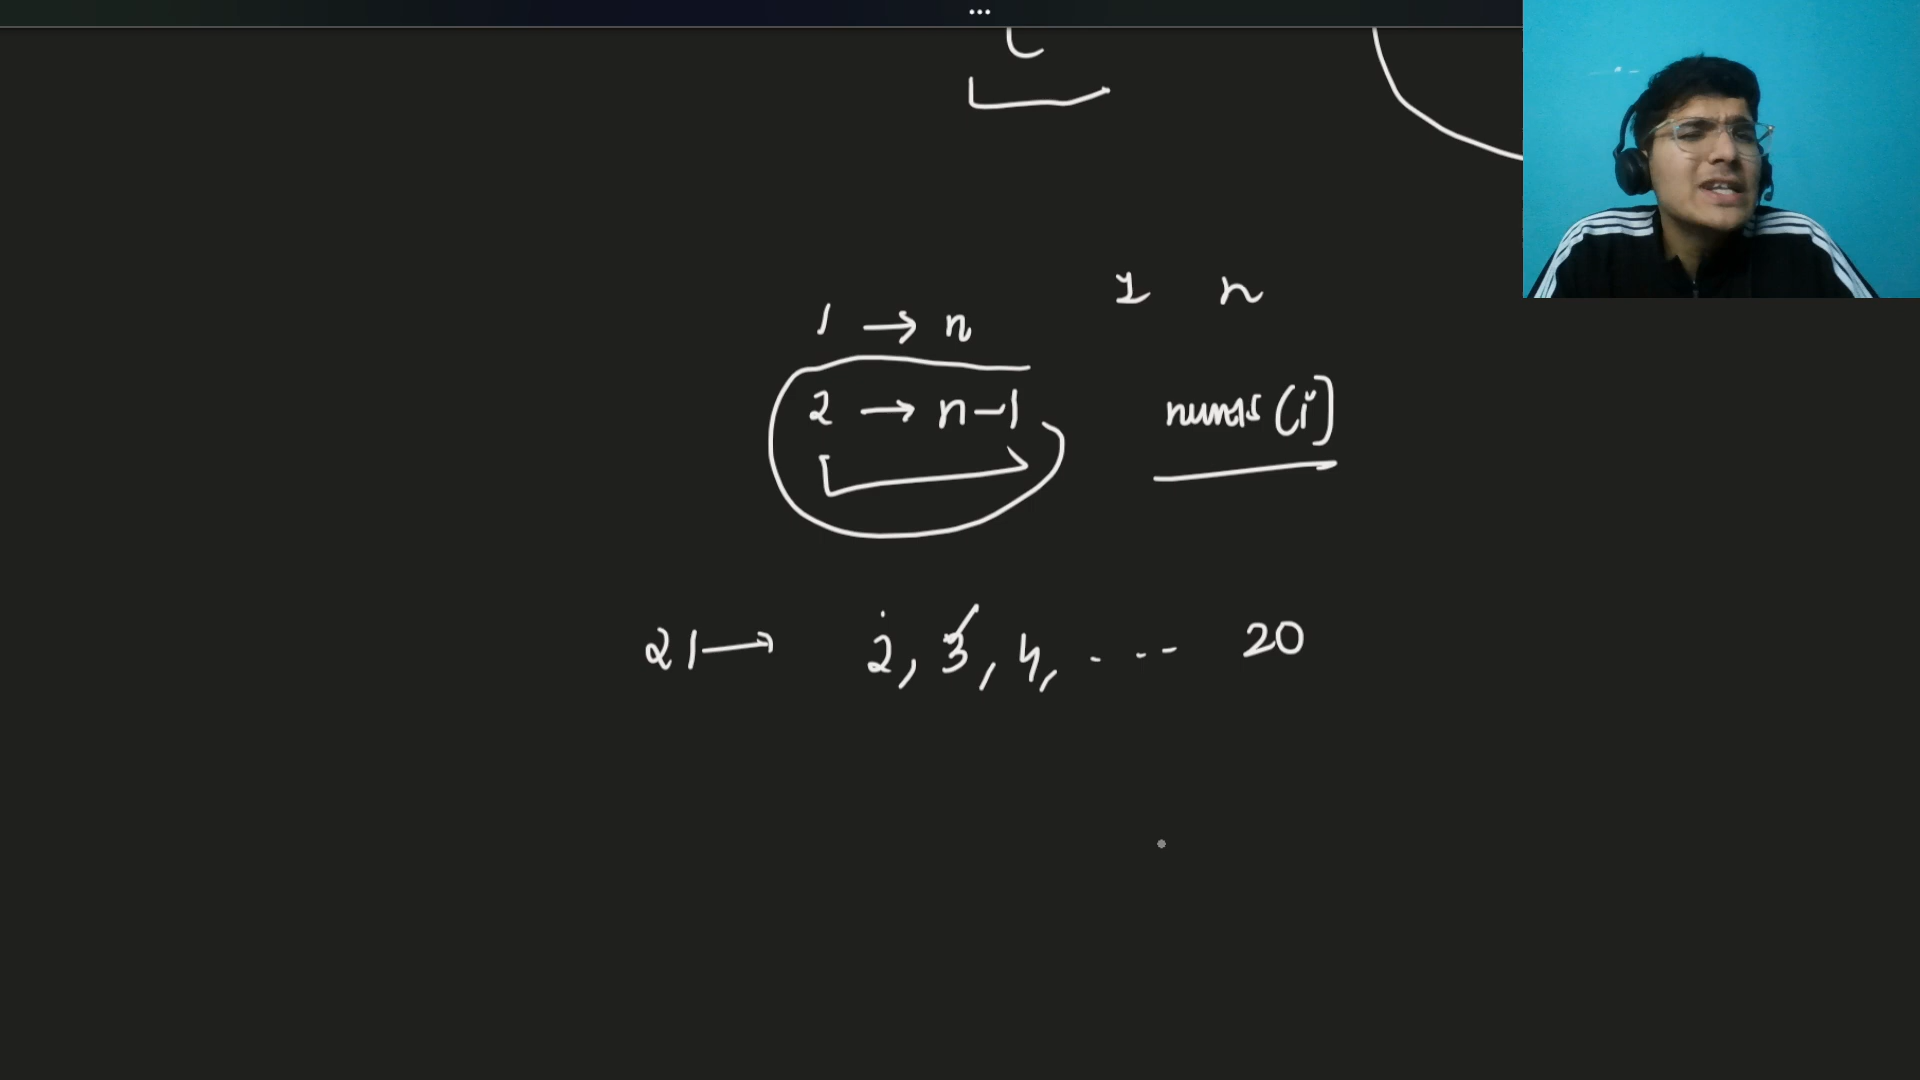 1 n
1 → n
2 → n-1 nums[i]
21 → 2, 3, 4, . . . 20